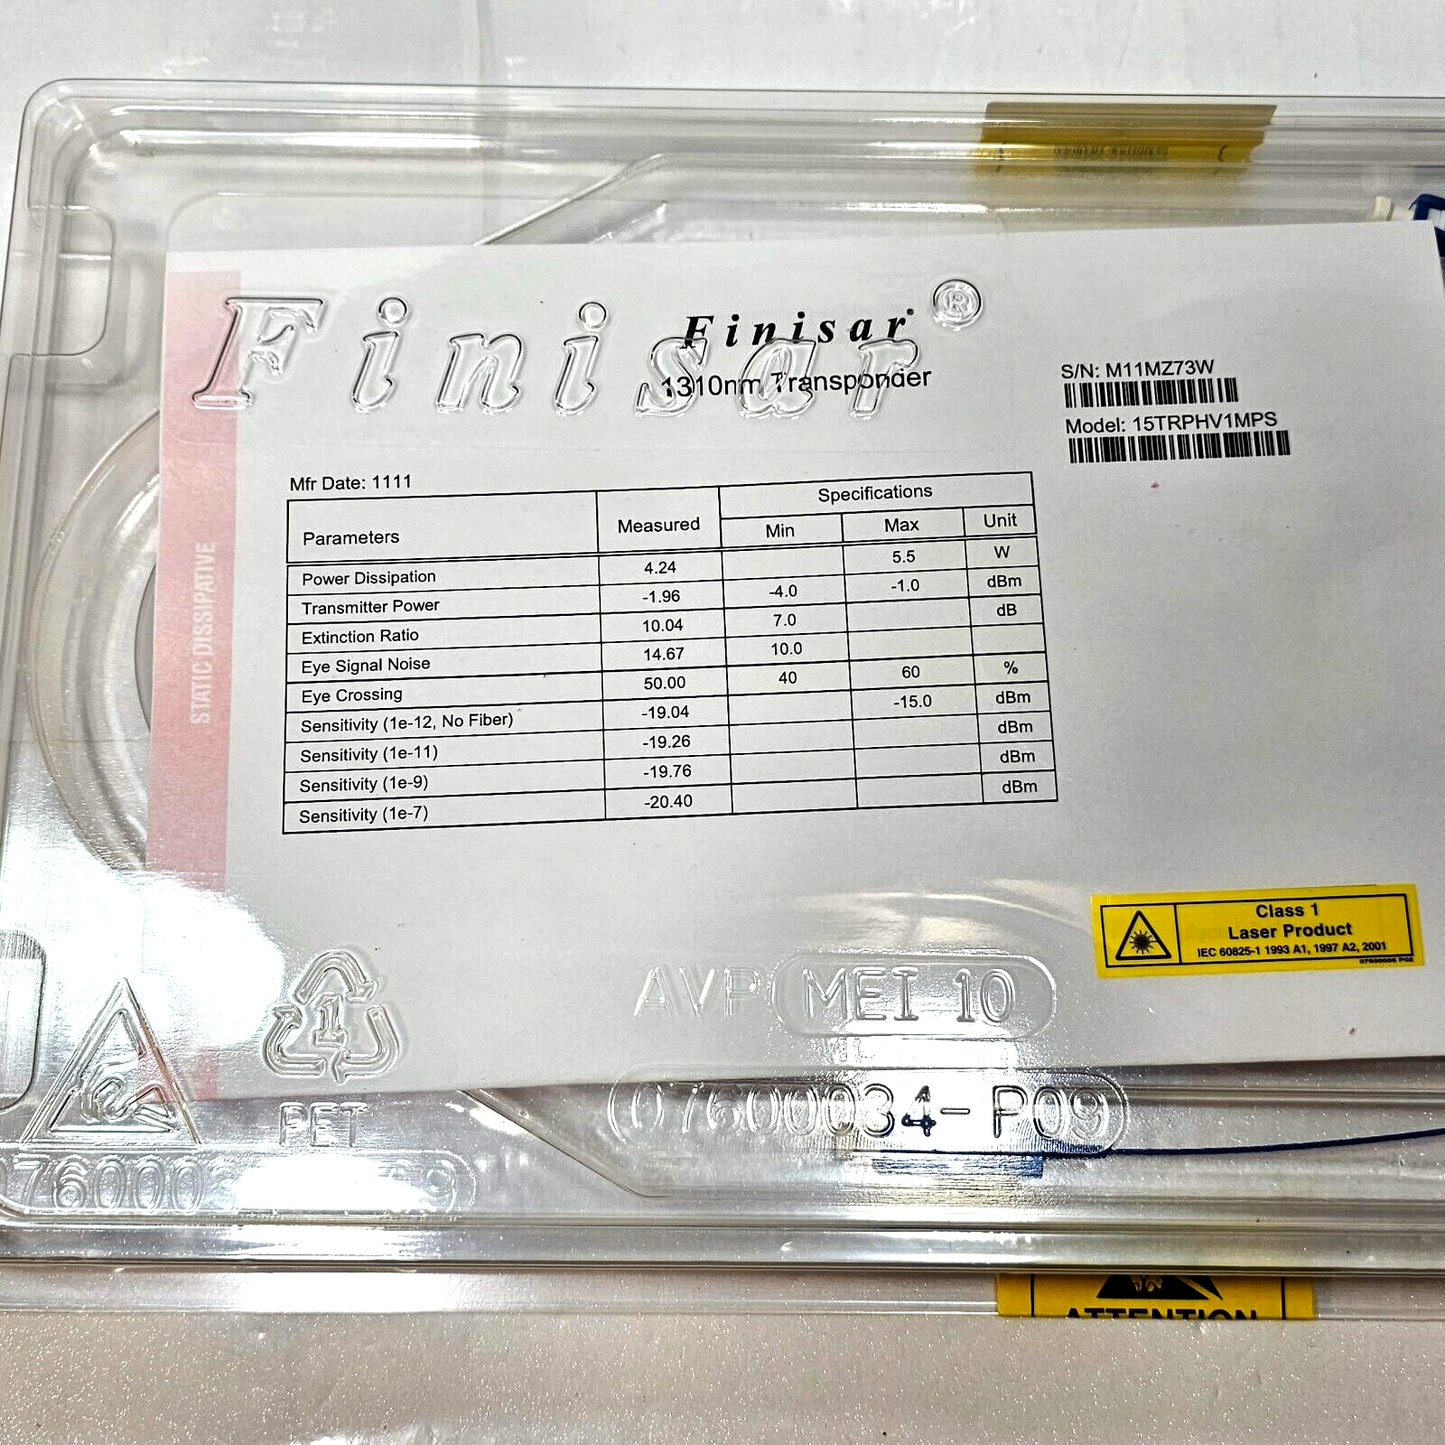 Finisar®
Finisar
1310nm Transponder
S/N: M11MZ73W
Model: 15TRPHV1MPS
STATIC DISSIPATIVE
Mfr Date: 1111
Parameters Measured Specifications
Min Max Unit
Power Dissipation 4.24 5.5 W
Transmitter Power -1.96 -4.0 -1.0 dBm
Extinction Ratio 10.04 7.0 dB
Eye Signal Noise 14.67 10.0
Eye Crossing 50.00 40 60 %
Sensitivity (1e-12, No Fiber) -19.04 -15.0 dBm
Sensitivity (1e-11) -19.26 dBm
Sensitivity (1e-9) -19.76 dBm
Sensitivity (1e-7) -20.40 dBm
Class 1
Laser Product
IEC 60825-1 1993 A1, 1997 A2, 2001
AVP MEI 10
1
PET
07600034-P09
ATTENTION